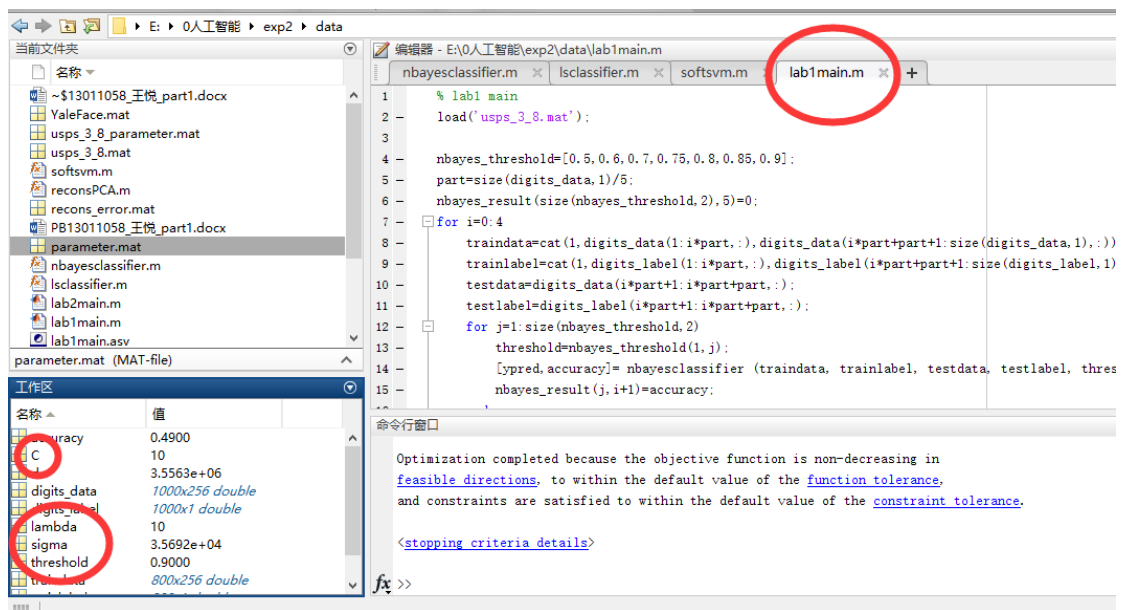 E: ▸ 0人工智能 ▸ exp2 ▸ data
当前文件夹
名称
~$13011058_王悦_part1.docx
YaleFace.mat
usps_3_8_parameter.mat
usps_3_8.mat
softsvm.m
reconsPCA.m
recons_error.mat
PB13011058_王悦_part1.docx
parameter.mat
nbayesclassifier.m
lsclassifier.m
lab2main.m
lab1main.m
lab1main.asv
parameter.mat (MAT-file)
工作区
名称 值
accuracy 0.4900
C 10
3.5563e+06
digits_data 1000x256 double
digits_label 1000x1 double
lambda 10
sigma 3.5692e+04
threshold 0.9000
traindata 800x256 double
编辑器 - E:\0人工智能\exp2\data\lab1main.m
nbayesclassifier.m × lsclassifier.m × softsvm.m × lab1main.m × +
1 % lab1 main
2 – load('usps_3_8.mat');
3
4 – nbayes_threshold=[0.5,0.6,0.7,0.75,0.8,0.85,0.9];
5 – part=size(digits_data,1)/5;
6 – nbayes_result(size(nbayes_threshold,2),5)=0;
7 – for i=0:4
8 – traindata=cat(1,digits_data(1:i*part,:),digits_data(i*part+part+1:size(digits_data,1),:))
9 – trainlabel=cat(1,digits_label(1:i*part,:),digits_label(i*part+part+1:size(digits_label,1)
10 – testdata=digits_data(i*part+1:i*part+part,:);
11 – testlabel=digits_label(i*part+1:i*part+part,:);
12 – for j=1:size(nbayes_threshold,2)
13 – threshold=nbayes_threshold(1,j);
14 – [ypred,accuracy]= nbayesclassifier (traindata, trainlabel, testdata, testlabel, thres
15 – nbayes_result(j,i+1)=accuracy;
命令行窗口
Optimization completed because the objective function is non-decreasing in
feasible directions, to within the default value of the function tolerance,
and constraints are satisfied to within the default value of the constraint tolerance.
<stopping criteria details>
fx >>